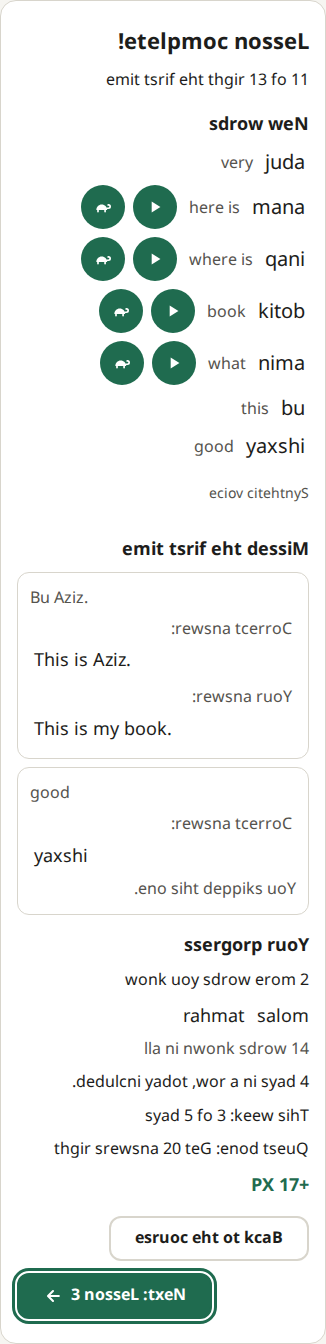 !etelpmoc nosseL
emit tsrif eht thgir 13 fo 11
sdrow weN
very juda
here is mana
where is qani
book kitob
what nima
this bu
good yaxshi
eciov citehtnyS
emit tsrif eht dessiM
Bu Aziz.
:rewsna tcerroC
This is Aziz.
:rewsna ruoY
This is my book.
good
:rewsna tcerroC
yaxshi
.eno siht deppiks uoY
ssergorp ruoY
wonk uoy sdrow erom 2
rahmat salom
lla ni nwonk sdrow 14
.dedulcni yadot ,wor a ni syad 4
syad 5 fo 3 :keew sihT
thgir srewsna 20 teG :enod tseuQ
PX 17+
esruoc eht ot kcaB
← 3 nosseL :txeN